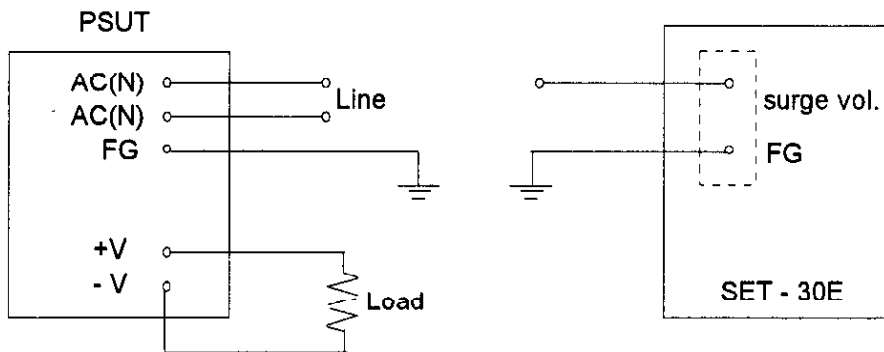 PSUT
AC(N)
AC(N)
FG
Line
+V
- V
Load
surge vol.
FG
SET - 30E